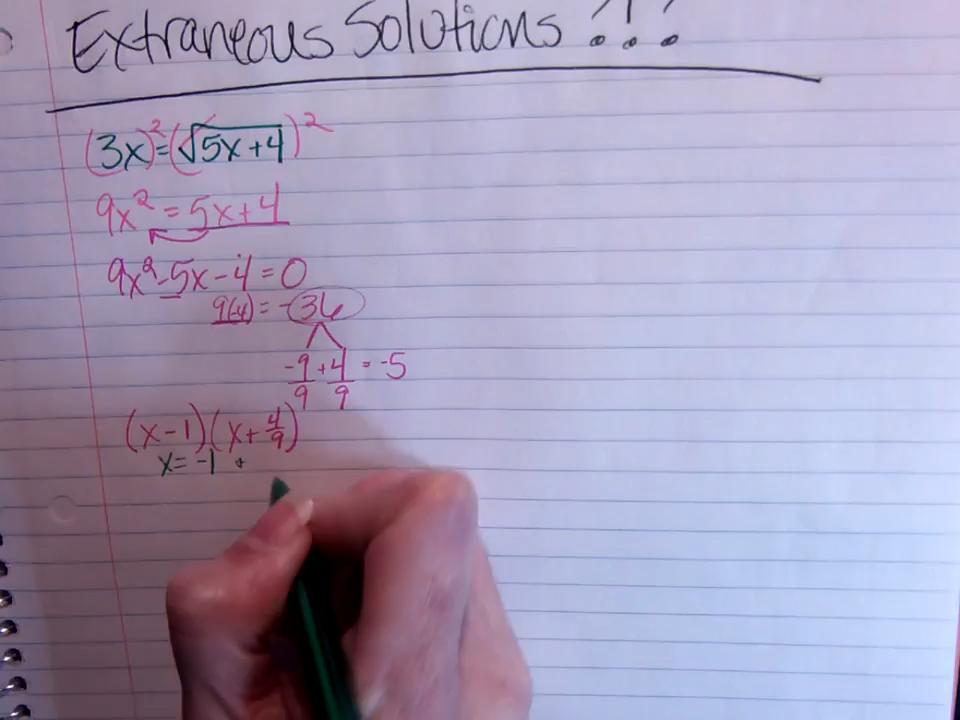 Extraneous Solutions ???
(3x)²=(√5x+4)²
9x² = 5x+4
9x²-5x-4=0
9(-4) = -36
-9/9 + 4/9 = -5
(x-1)(x+4/9)
x= -1 +